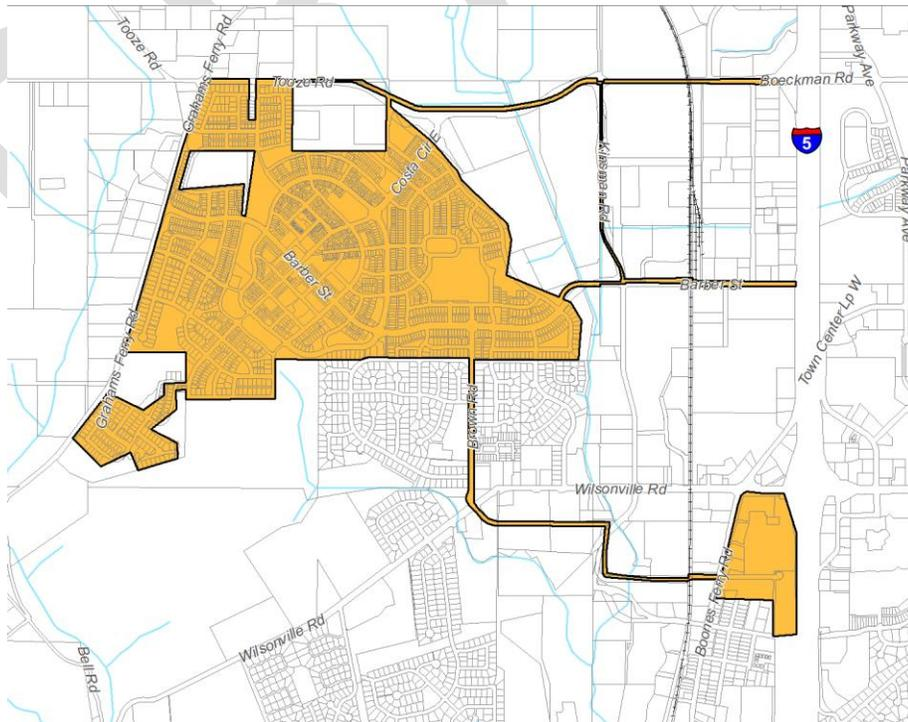 Tooze Rd
Grahams Ferry Rd
Parkway Ave
Tooze Rd
Boeckman Rd
5
Costa Cir E
Kinsman Rd
Parkway Ave
Barber St
Barber St
Town Center Lp W
Grahams Ferry Rd
Brown Rd
Wilsonville Rd
Boones Ferry Rd
Wilsonville Rd
Bell Rd